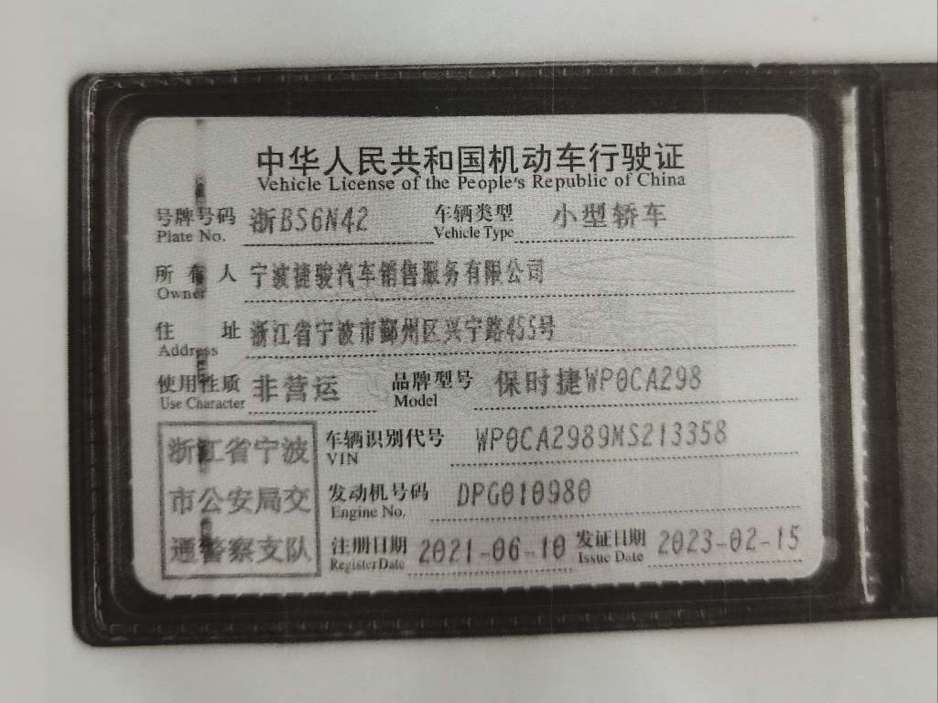 中华人民共和国机动车行驶证
Vehicle License of the People's Republic of China
号牌号码 浙BS6N42 车辆类型 小型轿车
Plate No. Vehicle Type
所有人 宁波捷骏汽车销售服务有限公司
Owner
住址 浙江省宁波市鄞州区兴宁路455号
Address
使用性质 非营运 品牌型号 保时捷WP0CA298
Use Character Model
浙江省宁波 车辆识别代号 WP0CA2989MS213358
VIN
市公安局交 发动机号码 DPG010980
Engine No.
通警察支队 注册日期 2021-06-10 发证日期 2023-02-15
Register Date Issue Date